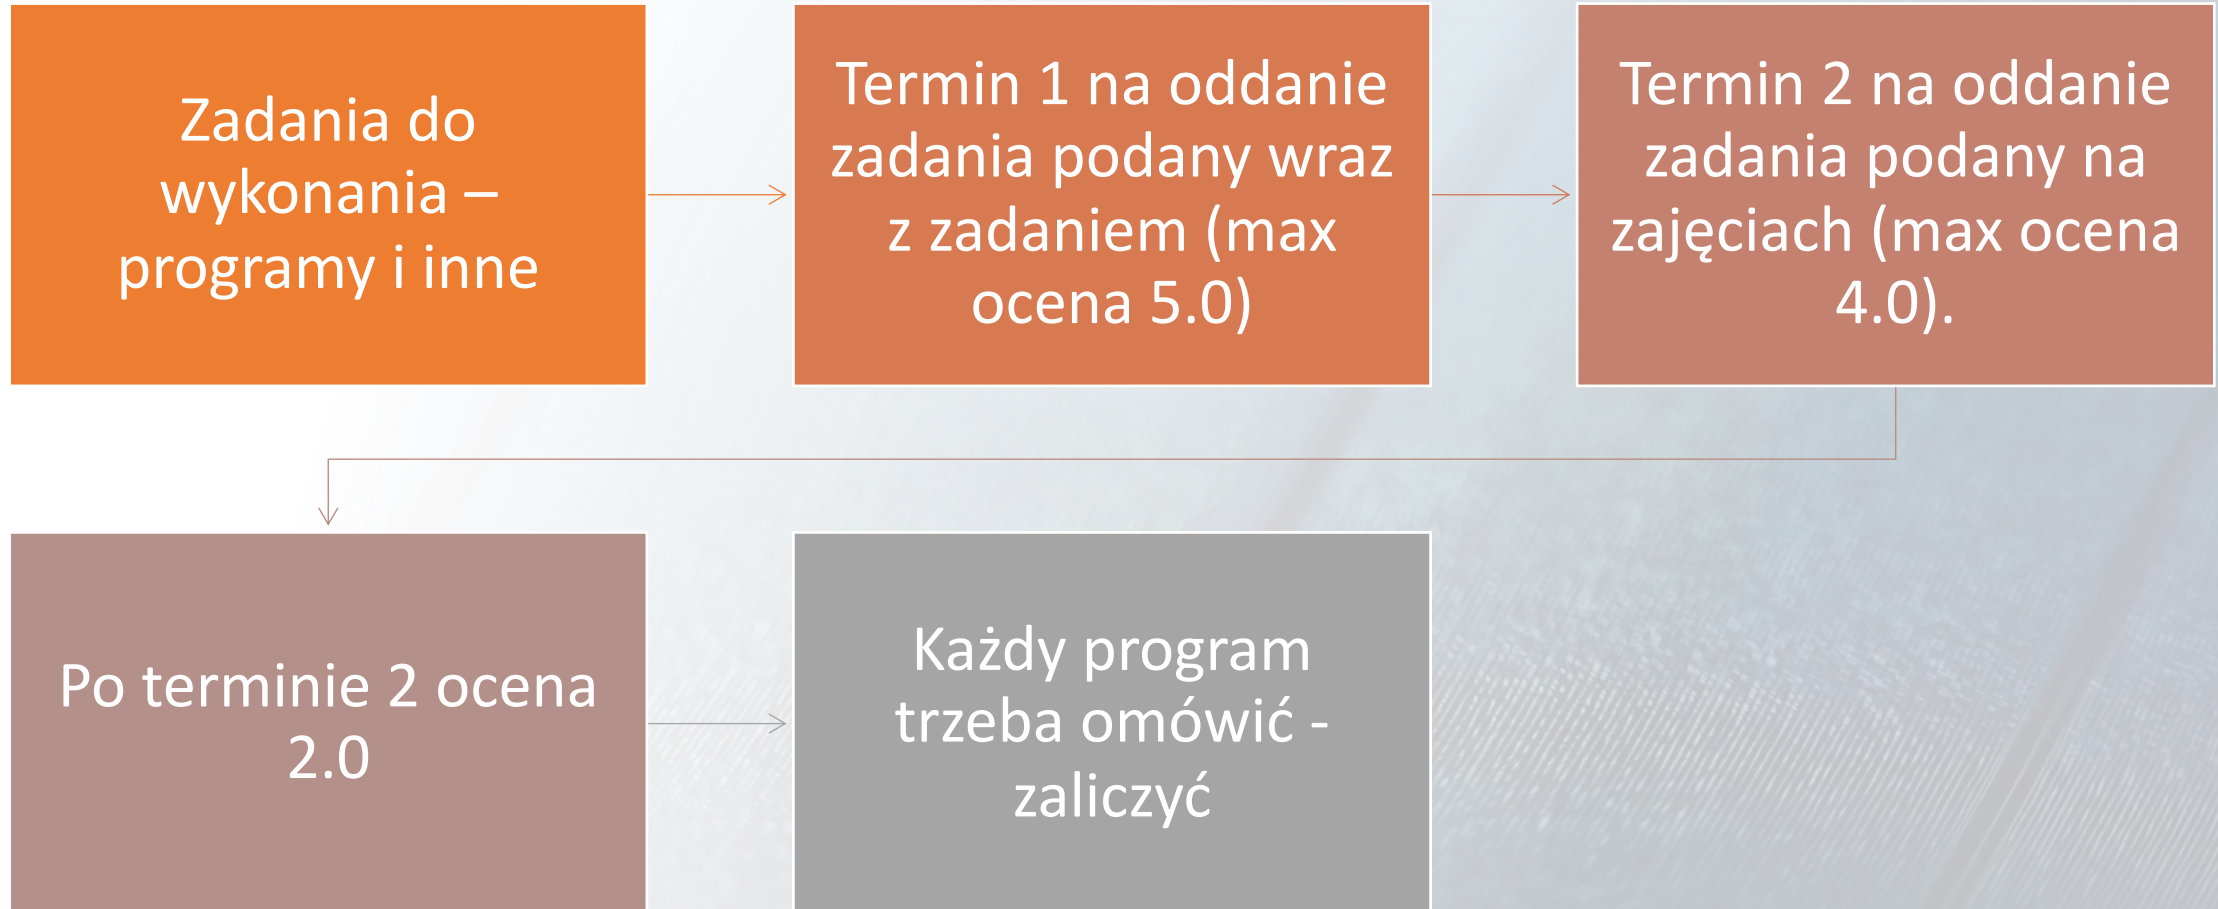 Zadania do
wykonania –
programy i inne
Termin 1 na oddanie
zadania podany wraz
z zadaniem (max
ocena 5.0)
Termin 2 na oddanie
zadania podany na
zajęciach (max ocena
4.0).
Po terminie 2 ocena
2.0
Każdy program
trzeba omówić -
zaliczyć